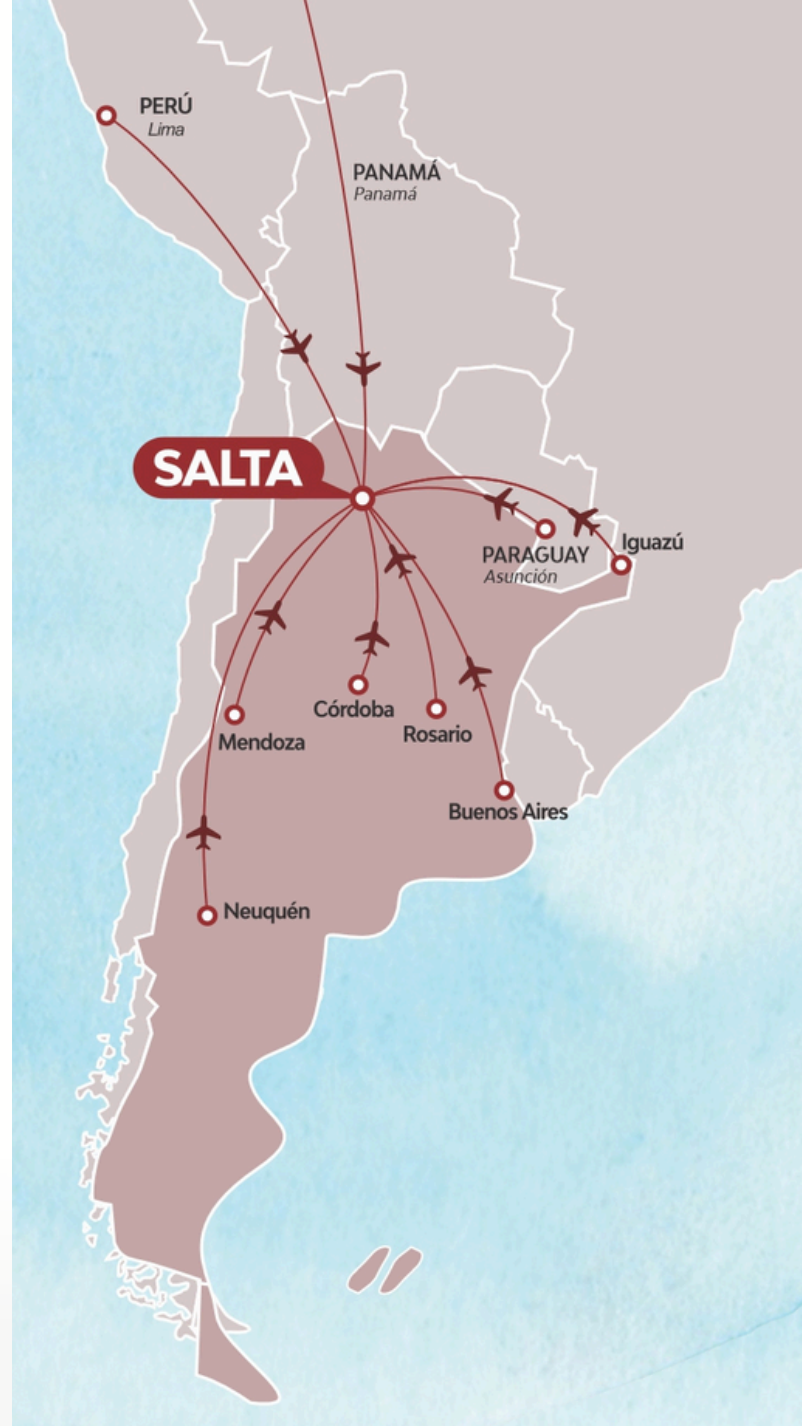 PERÚ
Lima
PANAMÁ
Panamá
SALTA
PARAGUAY
Asunción
Iguazú
Córdoba
Rosario
Mendoza
Buenos Aires
Neuquén